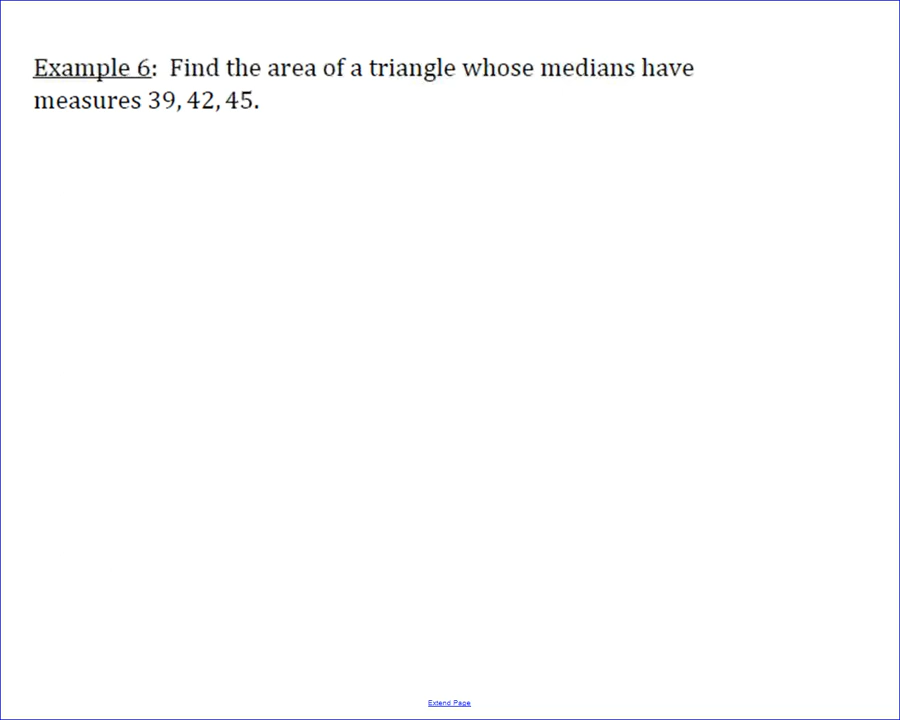 Example 6:  Find the area of a triangle whose medians have
measures 39, 42, 45.
Extend Page